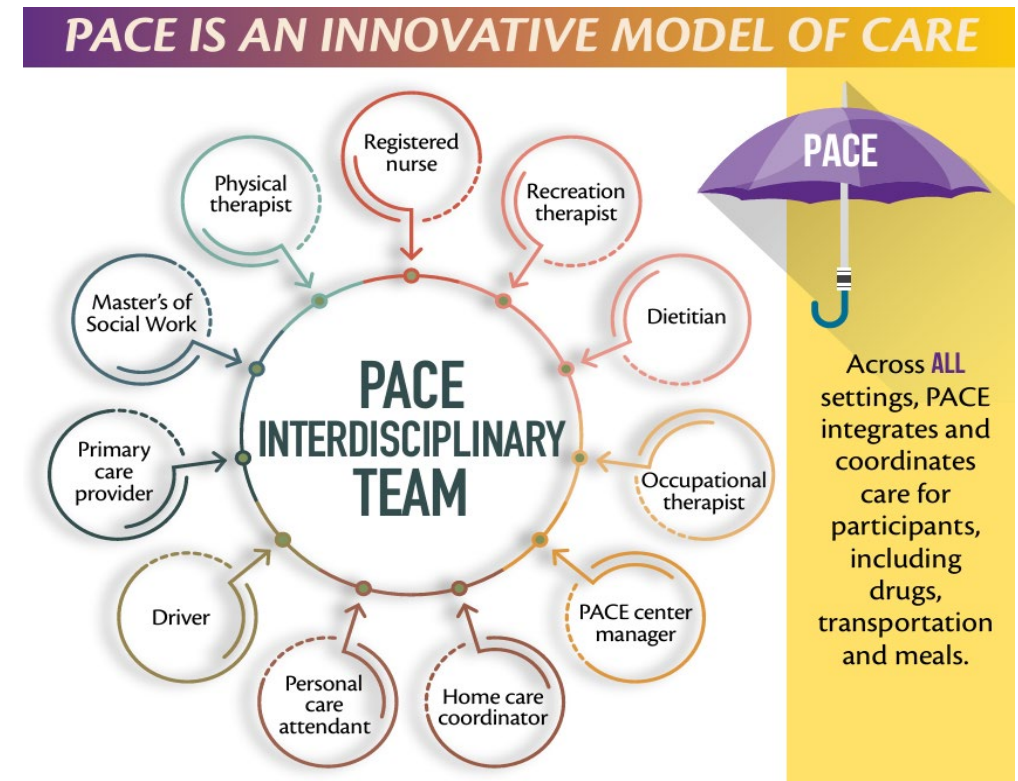 PACE IS AN INNOVATIVE MODEL OF CARE
Registered
nurse
Recreation
therapist
Dietitian
Occupational
therapist
PACE center
manager
Home care
coordinator
Personal
care
attendant
Driver
Primary
care
provider
Master's of
Social Work
Physical
therapist
PACE
INTERDISCIPLINARY
TEAM
PACE
Across ALL
settings, PACE
integrates and
coordinates
care for
participants,
including
drugs,
transportation
and meals.